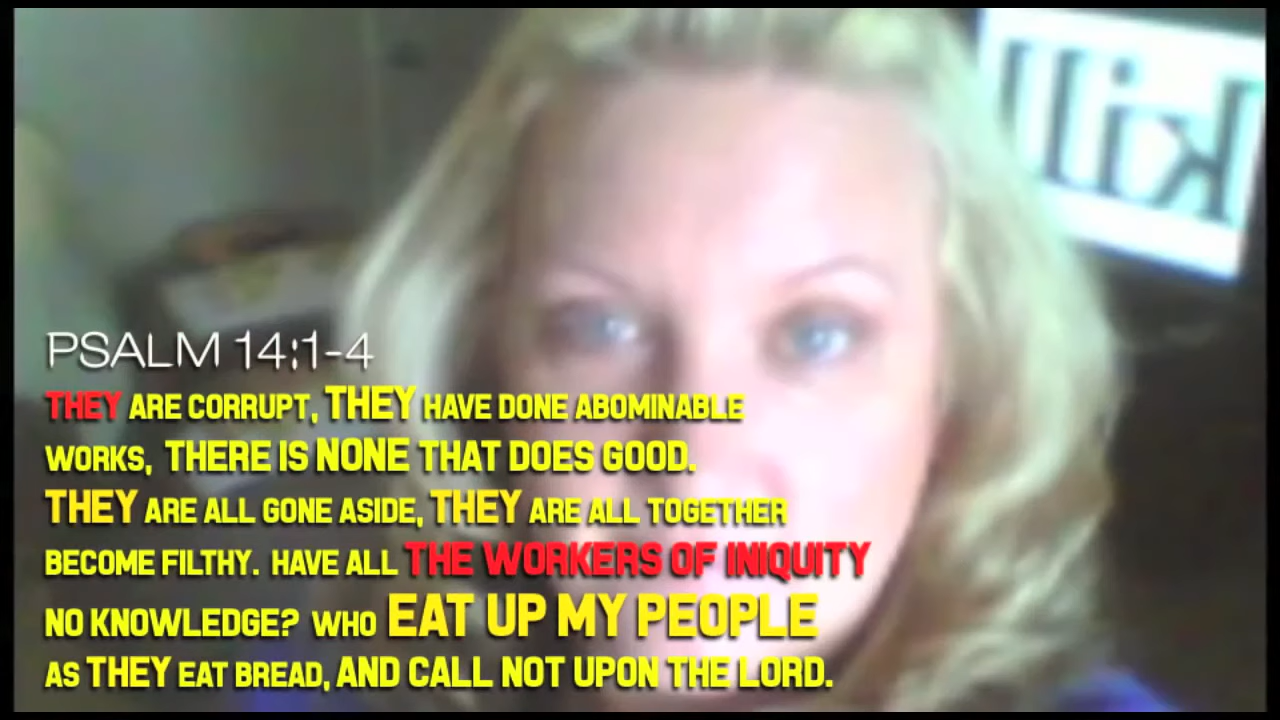 kill
PSALM 14:1-4
THEY ARE CORRUPT, THEY HAVE DONE ABOMINABLE
WORKS, THERE IS NONE THAT DOES GOOD.
THEY ARE ALL GONE ASIDE, THEY ARE ALL TOGETHER
BECOME FILTHY. HAVE ALL THE WORKERS OF INIQUITY
NO KNOWLEDGE? WHO EAT UP MY PEOPLE
AS THEY EAT BREAD, AND CALL NOT UPON THE LORD.